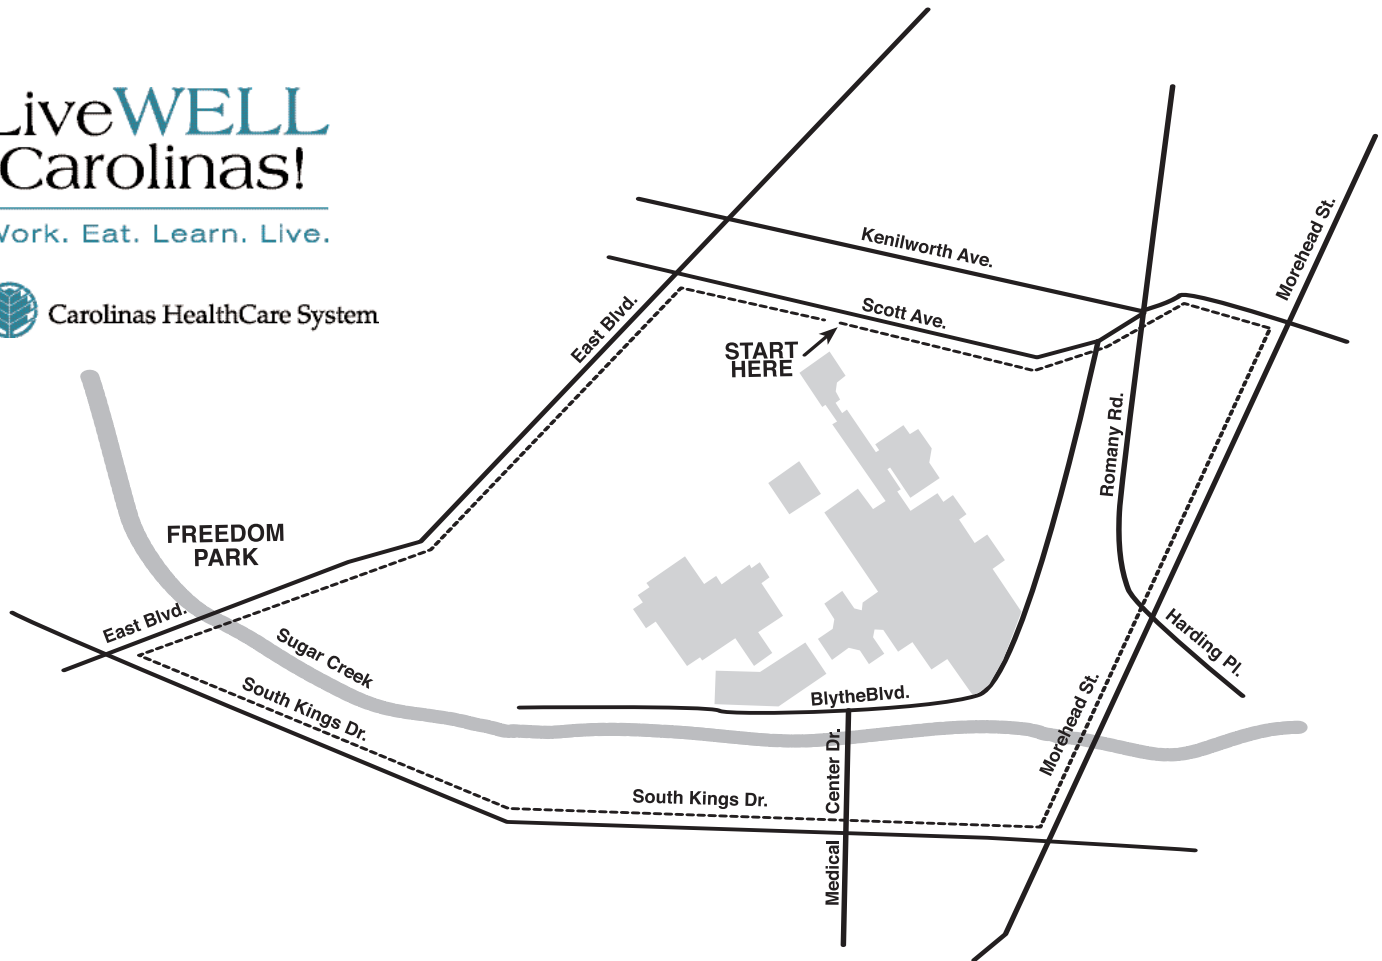 LiveWELL
Carolinas!
Work. Eat. Learn. Live.
Carolinas HealthCare System
Kenilworth Ave.
Scott Ave.
START
HERE
East Blvd.
Morehead St.
Romany Rd.
FREEDOM
PARK
East Blvd.
Sugar Creek
South Kings Dr.
Harding Pl.
BlytheBlvd.
Morehead St.
South Kings Dr.
Medical Center Dr.